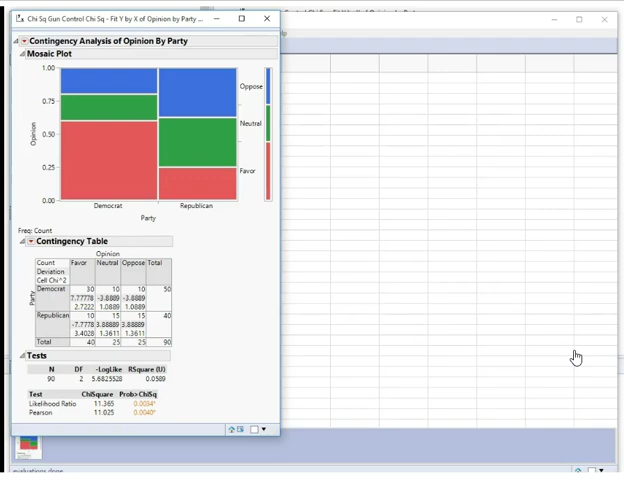 Chi Sq Gun Control Chi Sq - Fit Y by X of Opinion by Party ...
Contingency Analysis of Opinion By Party
Mosaic Plot
1.00
0.75
0.50
0.25
0.00
Opinion
Oppose
Neutral
Favor
Democrat Republican
Party
Freq: Count
Contingency Table
Opinion
Count Favor Neutral Oppose Total
Deviation
Cell Chi^2
Party
Democrat 30 10 10 50
7.77778 -3.8889 -3.8889
2.7222 1.0889 1.0889
Republican 10 15 15 40
-7.7778 3.88889 3.88889
3.4028 1.3611 1.3611
Total 40 25 25 90
Tests
N DF -LogLike RSquare (U)
90 2 5.6825528 0.0589
Test ChiSquare Prob>ChiSq
Likelihood Ratio 11.365 0.0034*
Pearson 11.025 0.0040*
evaluations done